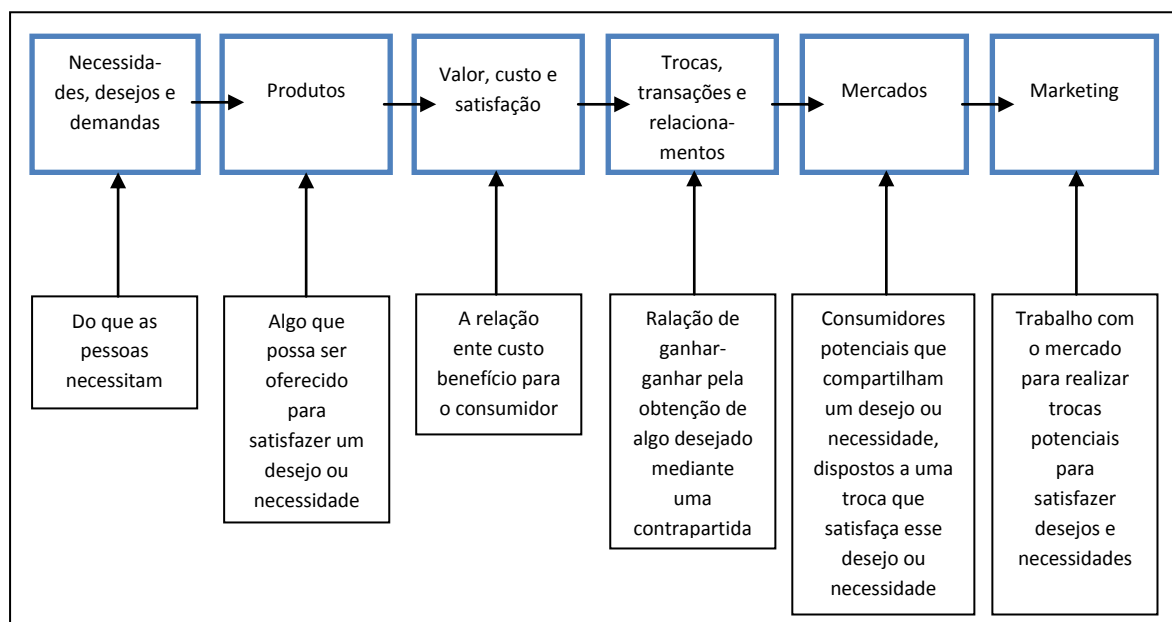 Necessida-
des, desejos e
demandas
Produtos
Valor, custo e
satisfação
Trocas,
transações e
relaciona-
mentos
Mercados
Marketing
Do que as
pessoas
necessitam
Algo que
possa ser
oferecido
para
satisfazer um
desejo ou
necessidade
A relação
ente custo
benefício para
o consumidor
Ralação de
ganhar-
ganhar pela
obtenção de
algo desejado
mediante
uma
contrapartida
Consumidores
potenciais que
compartilham
um desejo ou
necessidade,
dispostos a uma
troca que
satisfaça esse
desejo ou
necessidade
Trabalho com
o mercado
para realizar
trocas
potenciais
para
satisfazer
desejos e
necessidades